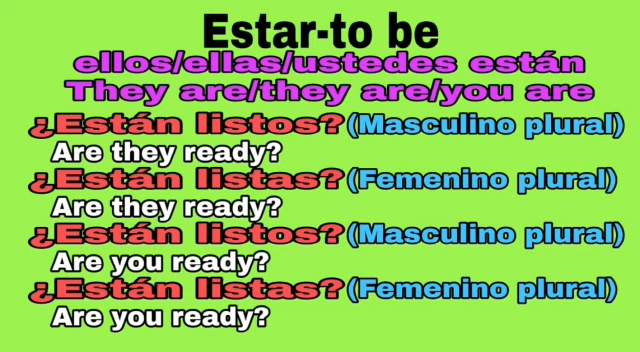 Estar-to be
ellos/ellas/ustedes están
They are/they are/you are
¿Están listos?(Masculino plural)
Are they ready?
¿Están listas?(Femenino plural)
Are they ready?
¿Están listos?(Masculino plural)
Are you ready?
¿Están listas?(Femenino plural)
Are you ready?